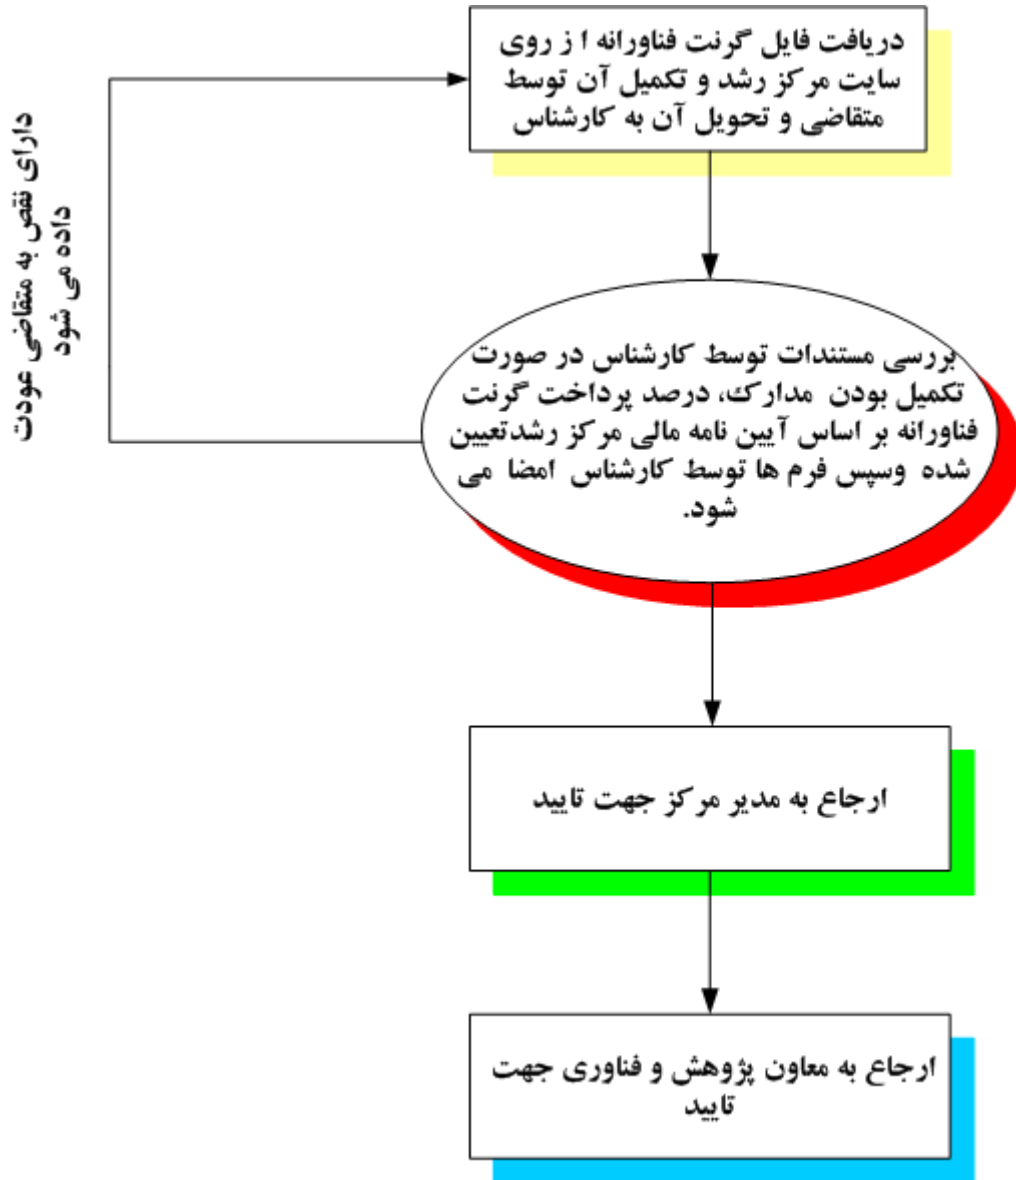 دریافت فایل گرنت فناورانه ا ز روی
سایت مرکز رشد و تکمیل آن توسط
متقاضی و تحویل آن به کارشناس
دارای نقص به متقاضی عودت
داده می شود
بررسی مستندات توسط کارشناس در صورت
تکمیل بودن مدارك، درصد پرداخت گرنت
فناورانه بر اساس آیین نامه مالی مرکز رشدتعیین
شده وسپس فرم ها توسط کارشناس امضا می
شود.
ارجاع به مدیر مرکز جهت تایید
ارجاع به معاون پژوهش و فناوری جهت
تایید